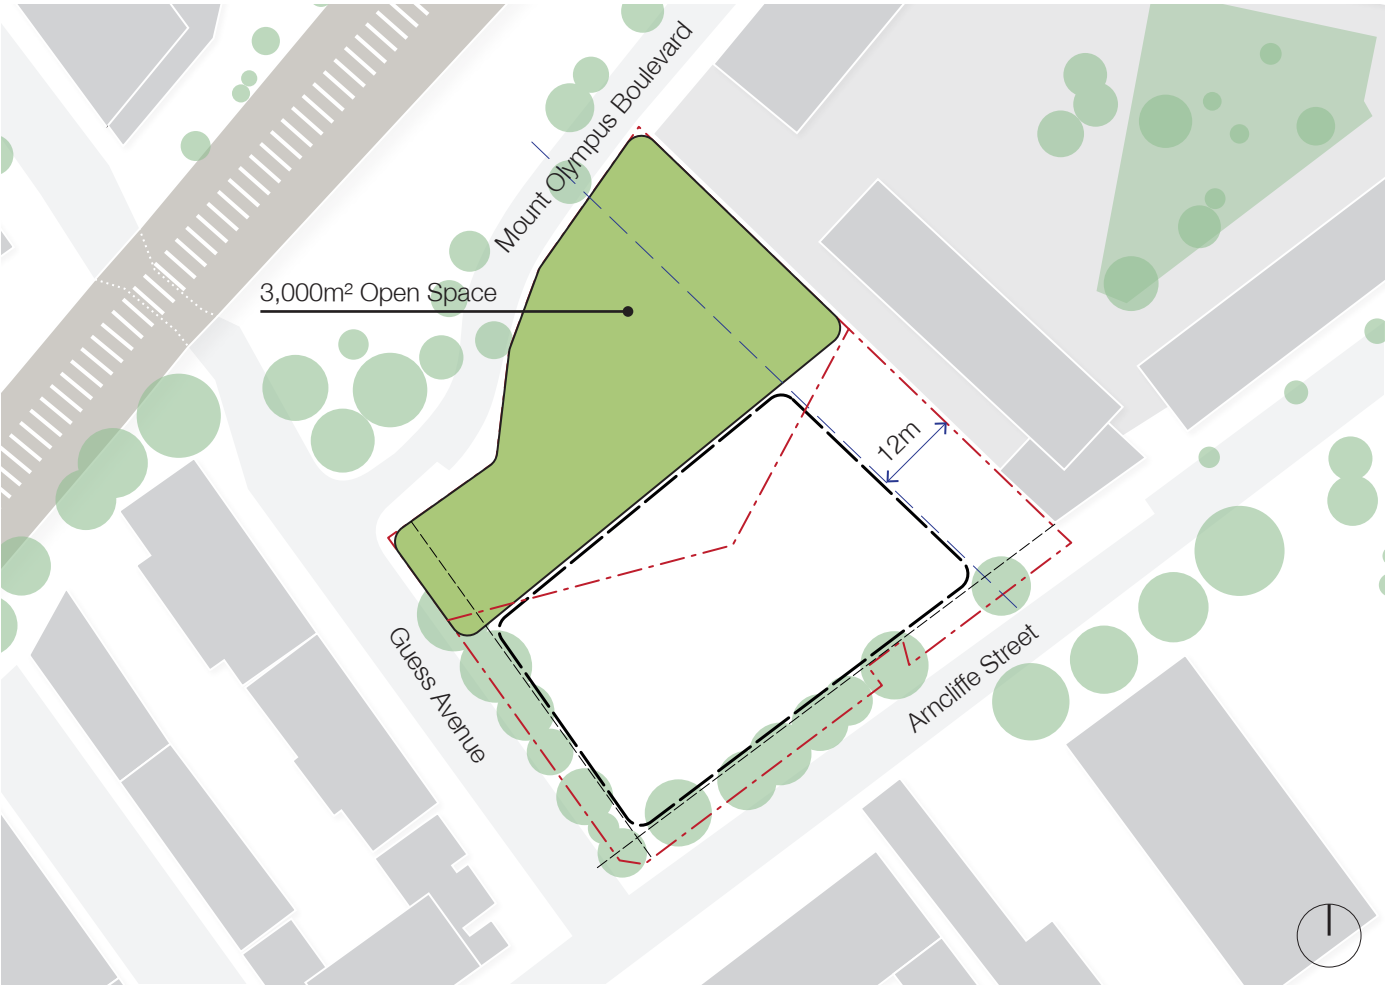 Mount Olympus Boulevard
3,000m² Open Space
12m
Guess Avenue
Arncliffe Street